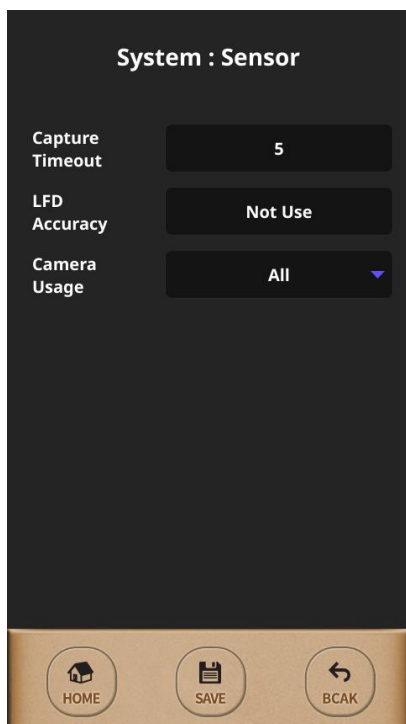 System : Sensor
Capture
Timeout
5
LFD
Accuracy
Not Use
Camera
Usage
All
HOME
SAVE
BCAK